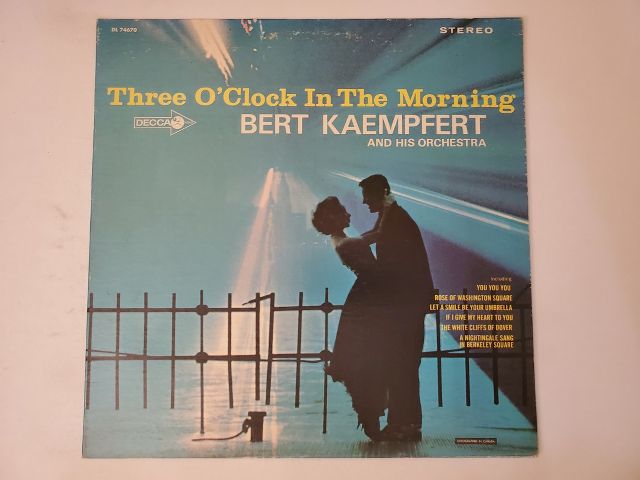 DL 74670
STEREO
Three O'Clock In The Morning
DECCA
BERT KAEMPFERT
AND HIS ORCHESTRA
including
YOU YOU YOU
ROSE OF WASHINGTON SQUARE
LET A SMILE BE YOUR UMBRELLA
IF I GIVE MY HEART TO YOU
THE WHITE CLIFFS OF DOVER
A NIGHTINGALE SANG
IN BERKELEY SQUARE